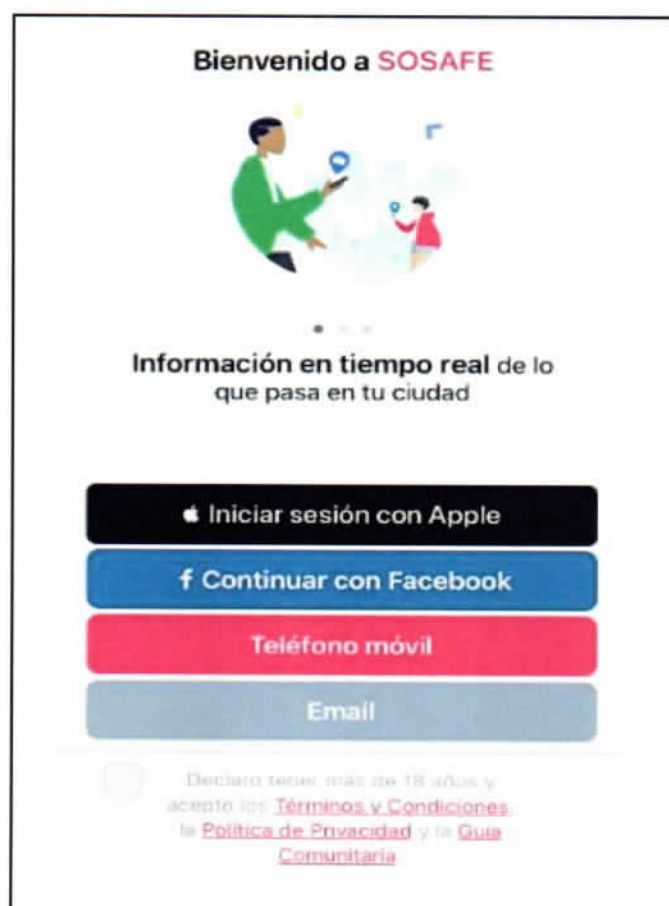 Bienvenido a SOSAFE
Información en tiempo real de lo
que pasa en tu ciudad
Iniciar sesión con Apple
f Continuar con Facebook
Teléfono móvil
Email
Declaro tener más de 18 años y
acepto los Términos y Condiciones,
la Política de Privacidad y la Guía
Comunitaria